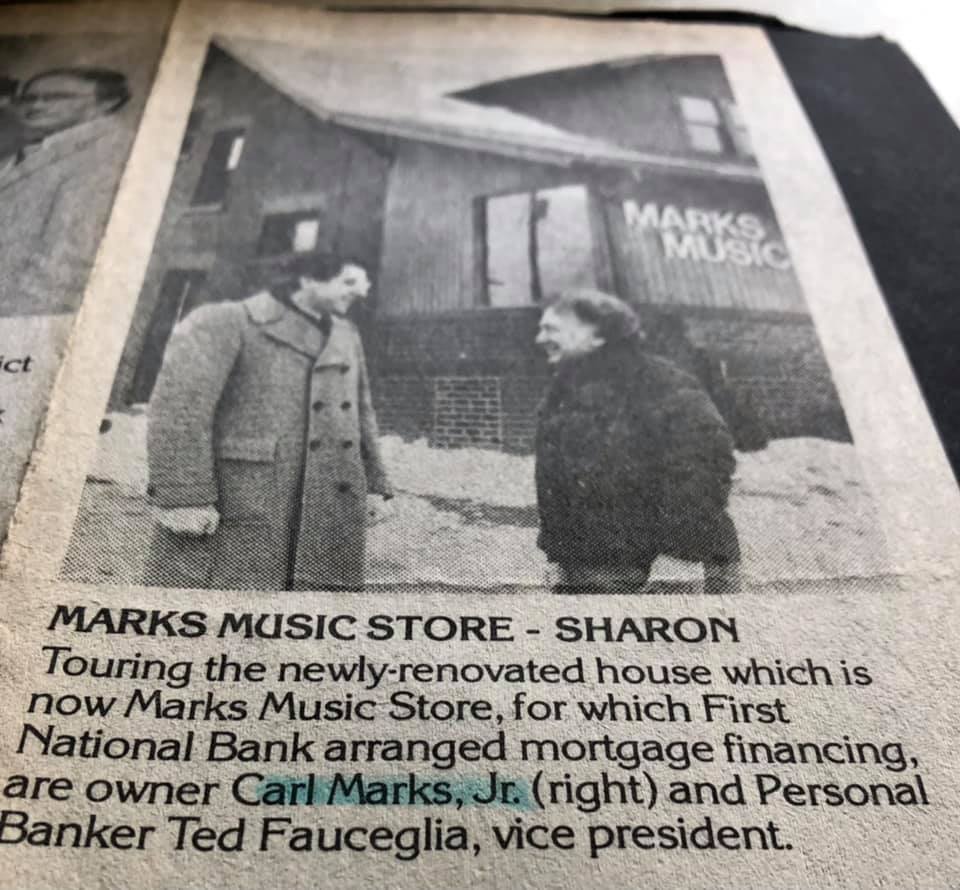 MARKS
MUSIC
ict
MARKS MUSIC STORE - SHARON
Touring the newly-renovated house which is
now Marks Music Store, for which First
National Bank arranged mortgage financing,
are owner Carl Marks, Jr. (right) and Personal
Banker Ted Fauceglia, vice president.